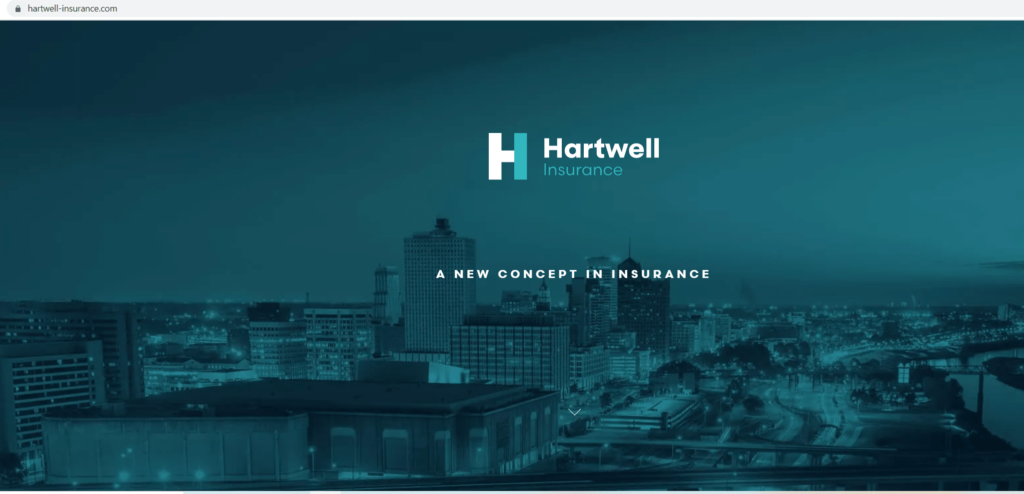 hartwell-insurance.com
Hartwell
Insurance
A NEW CONCEPT IN INSURANCE